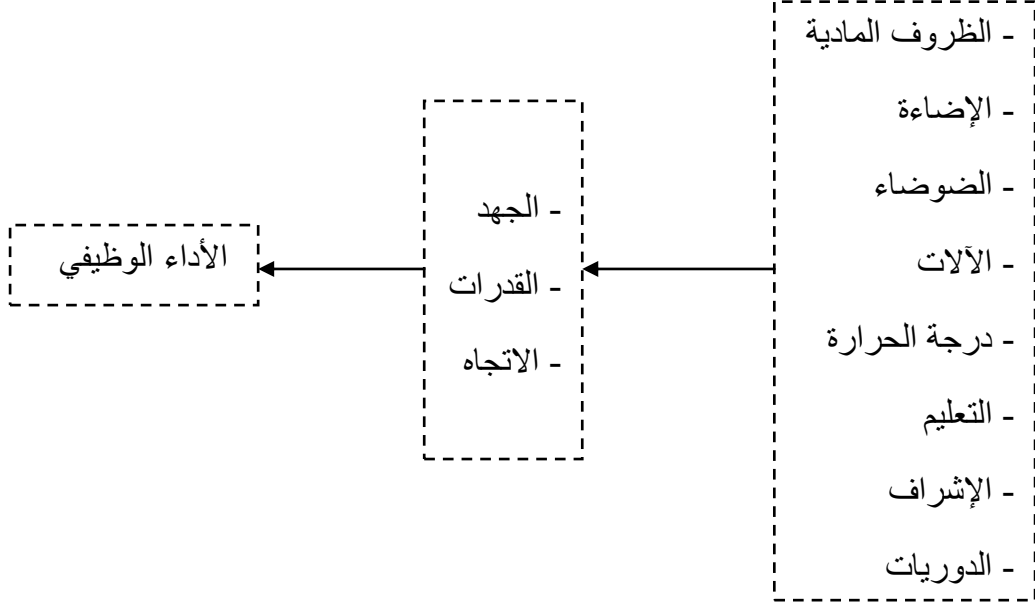 - الظروف المادية
- الإضاءة
- الضوضاء
- الآلات
- درجة الحرارة
- التعليم
- الإشراف
- الدوريات
- الجهد
- القدرات
- الاتجاه
الأداء الوظيفي